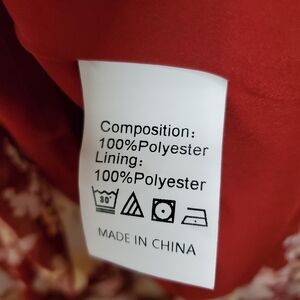 Composition:
100%Polyester
Lining:
100%Polyester
30°
MADE IN CHINA